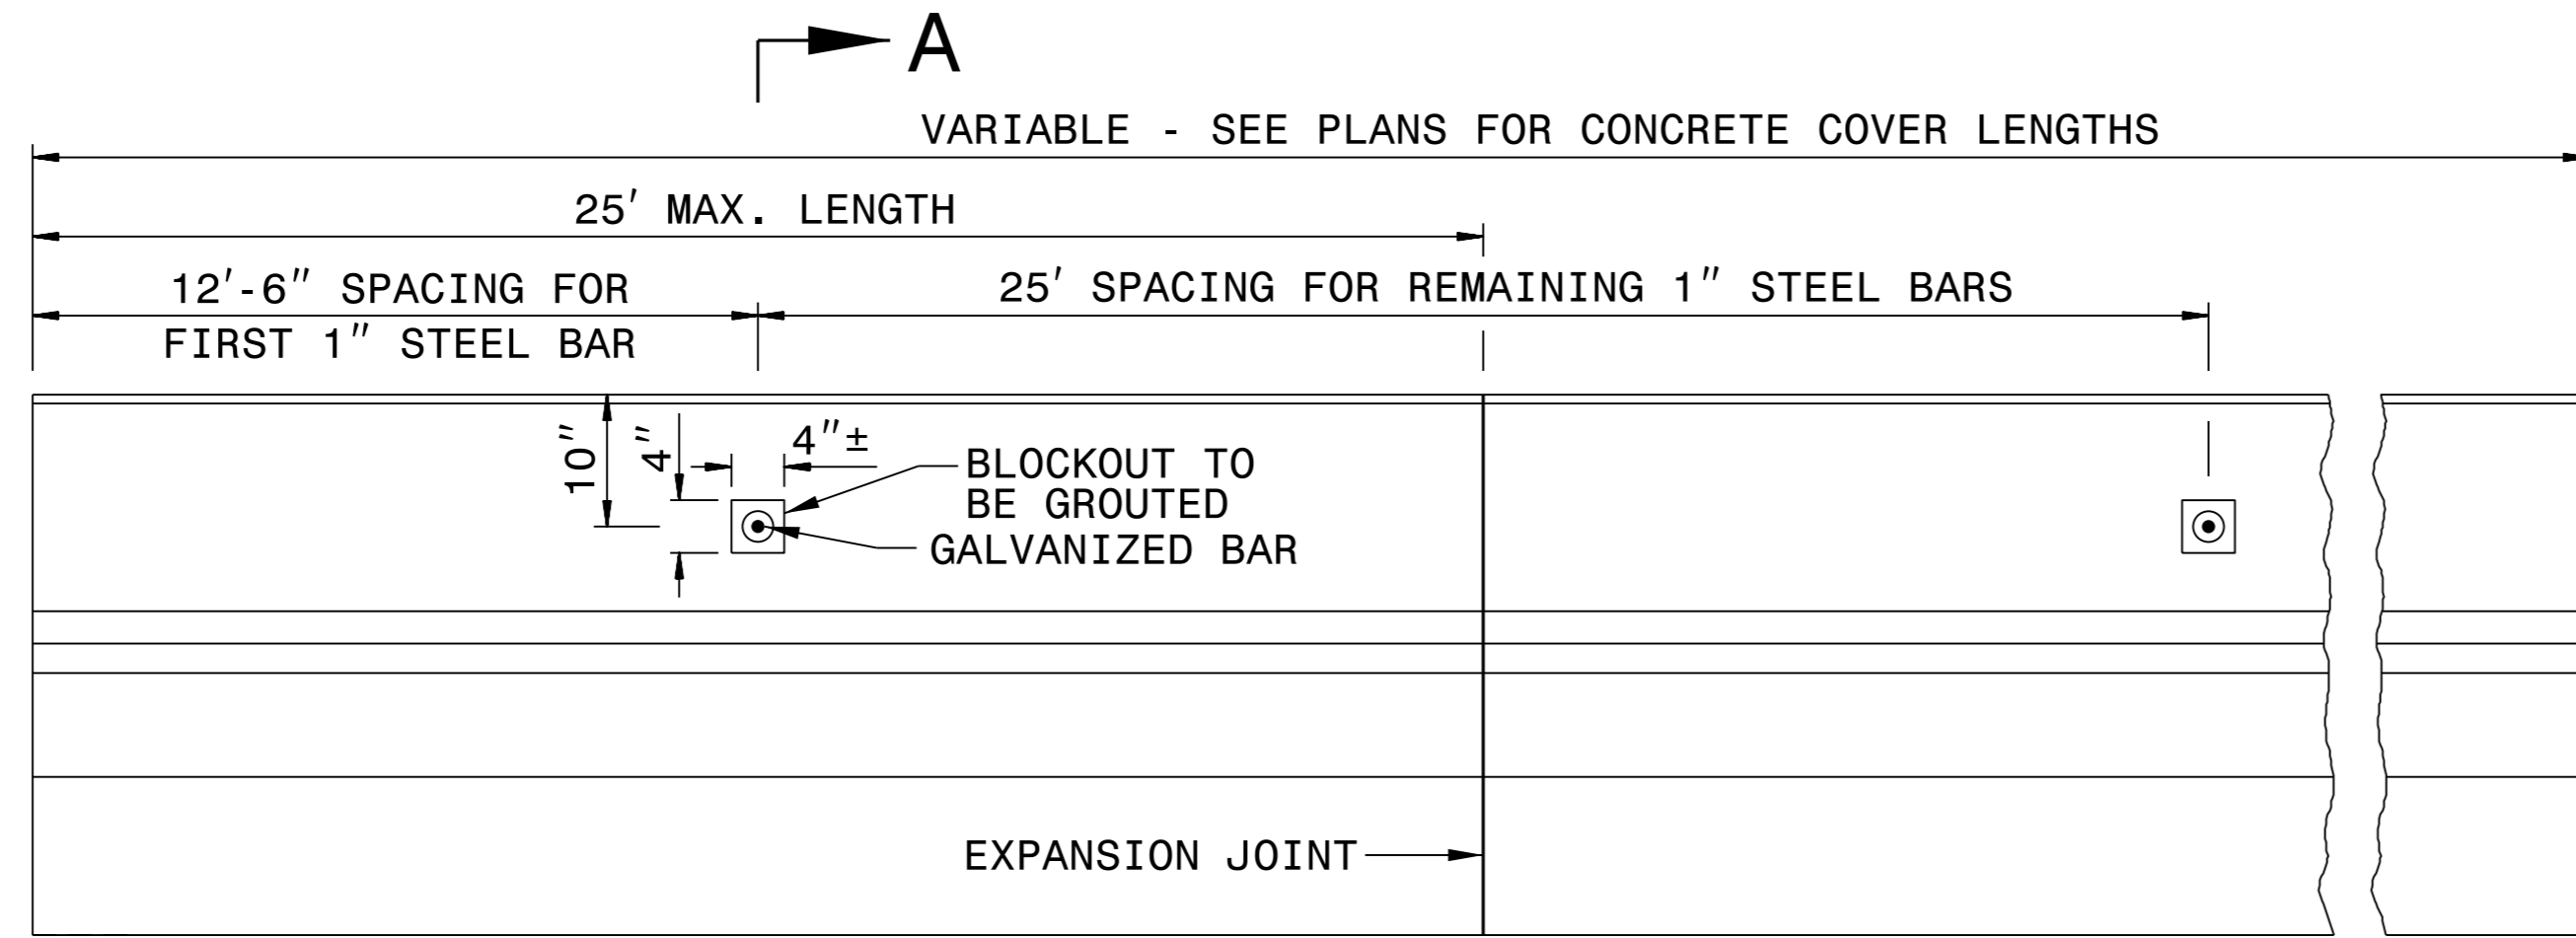 A
VARIABLE - SEE PLANS FOR CONCRETE COVER LENGTHS
25' MAX. LENGTH
12'-6" SPACING FOR
FIRST 1" STEEL BAR
25' SPACING FOR REMAINING 1" STEEL BARS
10"
4"
4"±
BLOCKOUT TO
BE GROUTED
GALVANIZED BAR
EXPANSION JOINT